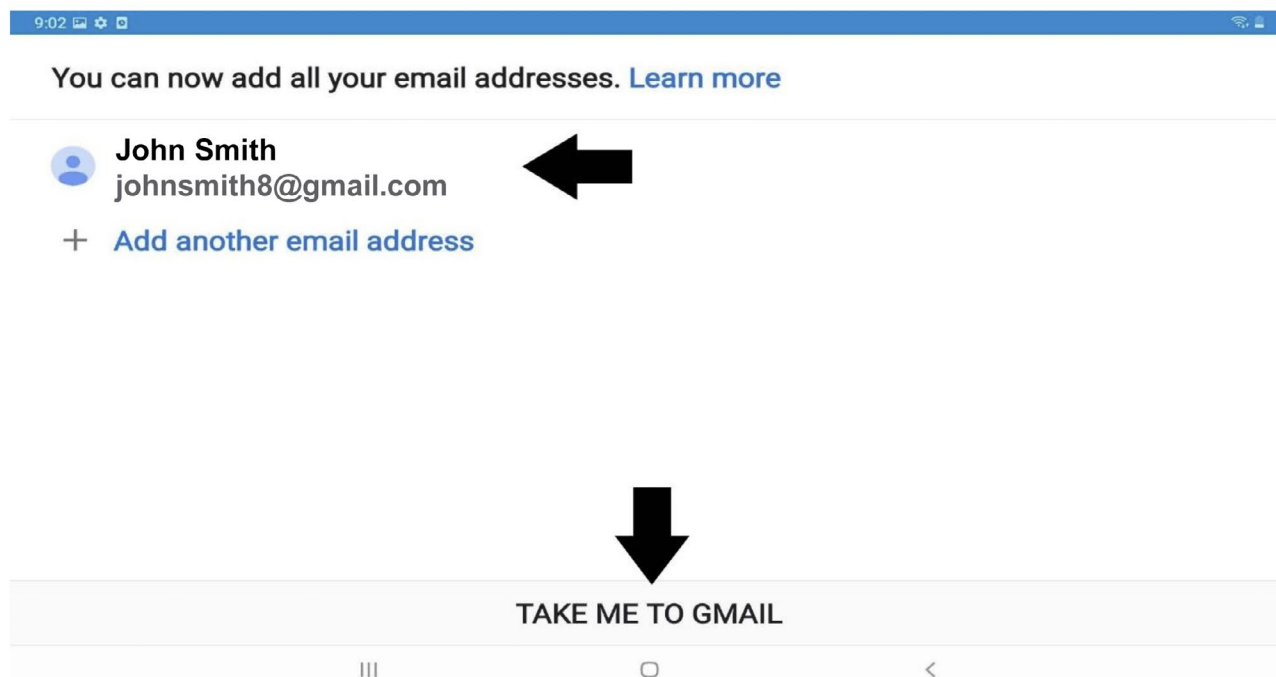 9:02
You can now add all your email addresses. Learn more
John Smith
johnsmith8@gmail.com
+ Add another email address
TAKE ME TO GMAIL